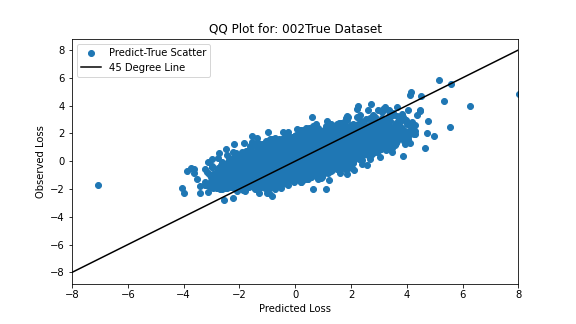 QQ Plot for: 002True Dataset
Predict-True Scatter
45 Degree Line
Observed Loss
8
6
4
2
0
−2
−4
−6
−8
−8 −6 −4 −2 0 2 4 6 8
Predicted Loss